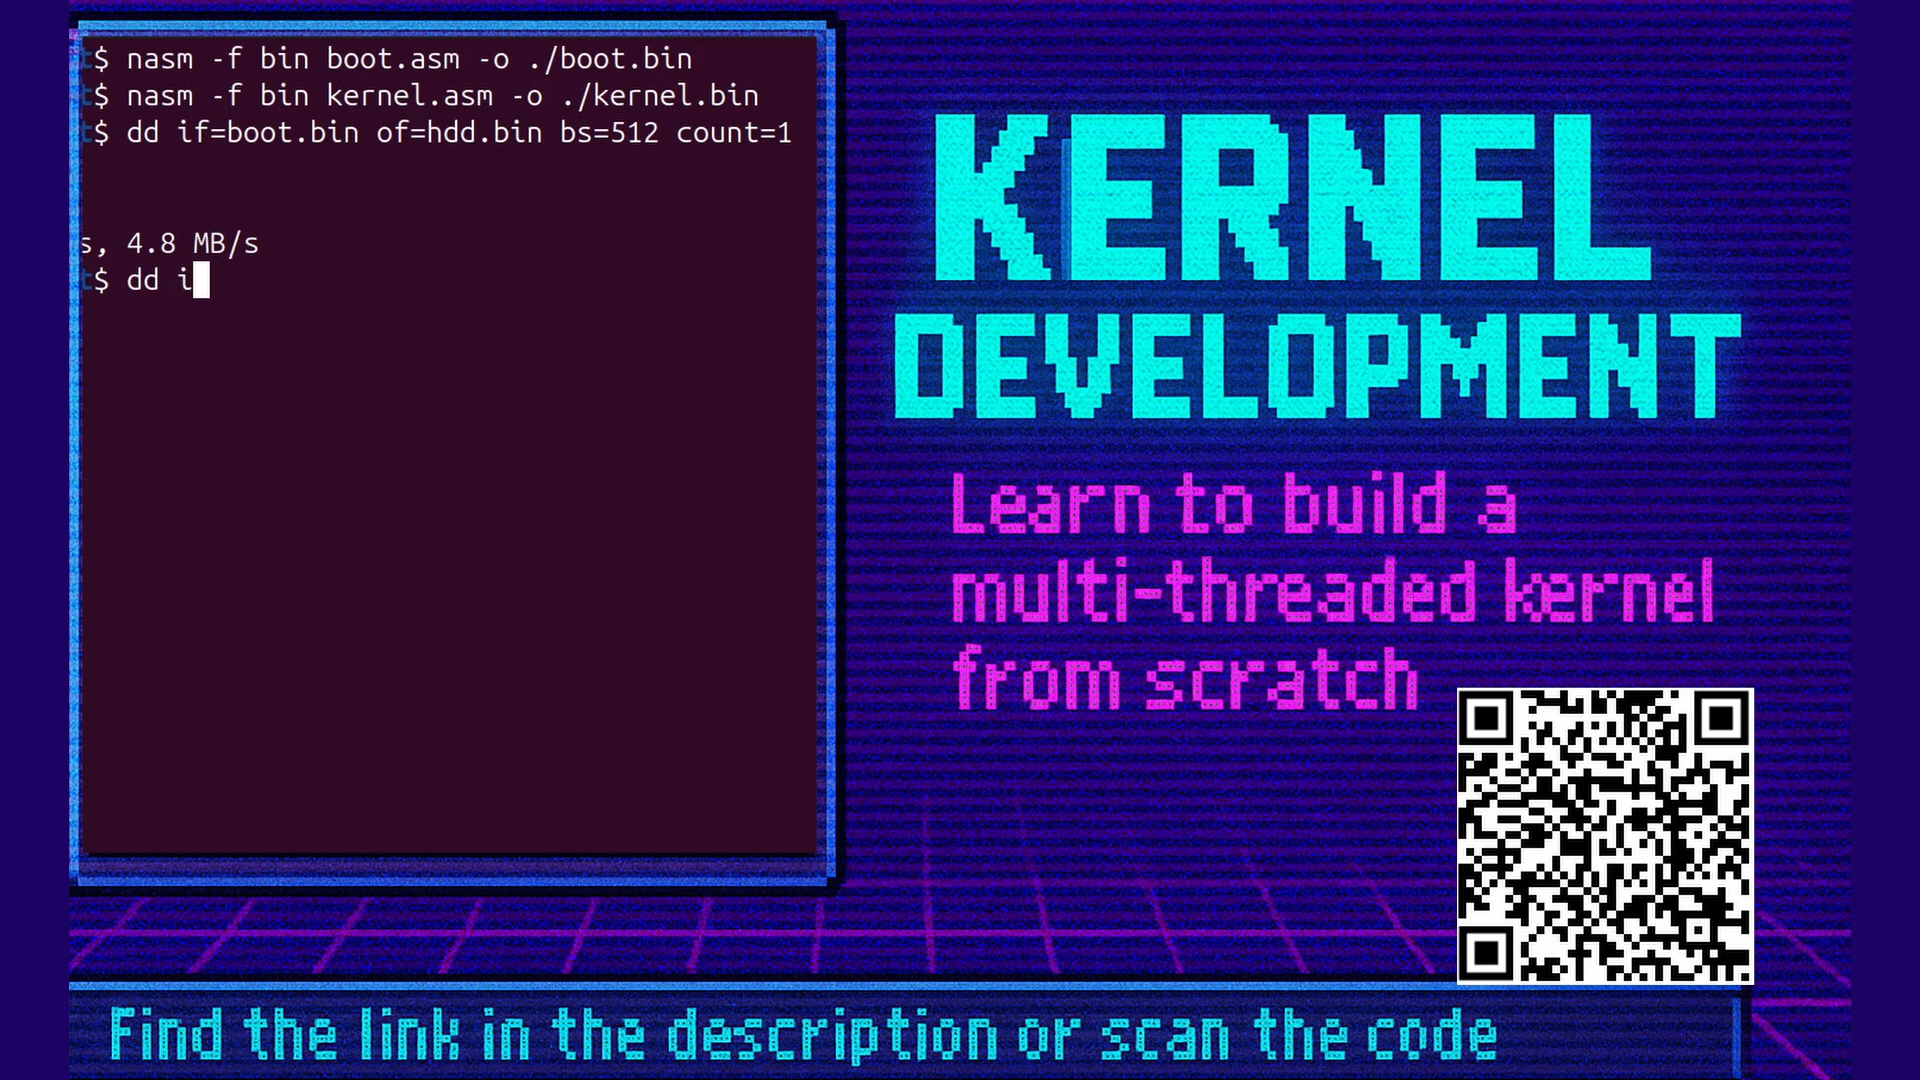 t$ nasm -f bin boot.asm -o ./boot.bin
t$ nasm -f bin kernel.asm -o ./kernel.bin
t$ dd if=boot.bin of=hdd.bin bs=512 count=1
s, 4.8 MB/s
t$ dd i
KERNEL
DEVELOPMENT
Learn to build a
multi-threaded kernel
from scratch
Find the link in the description or scan the code